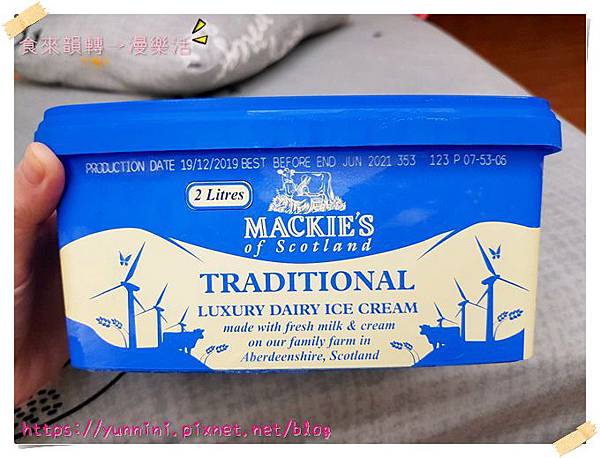 食來韻轉→漫樂活
PRODUCTION DATE 19/12/2019 BEST BEFORE END JUN 2021 353 123 P 07-53-06
2 Litres
MACKIE'S
of Scotland
TRADITIONAL
LUXURY DAIRY ICE CREAM
made with fresh milk & cream
on our family farm in
Aberdeenshire, Scotland
https://yunnini.pixnet.net/blog